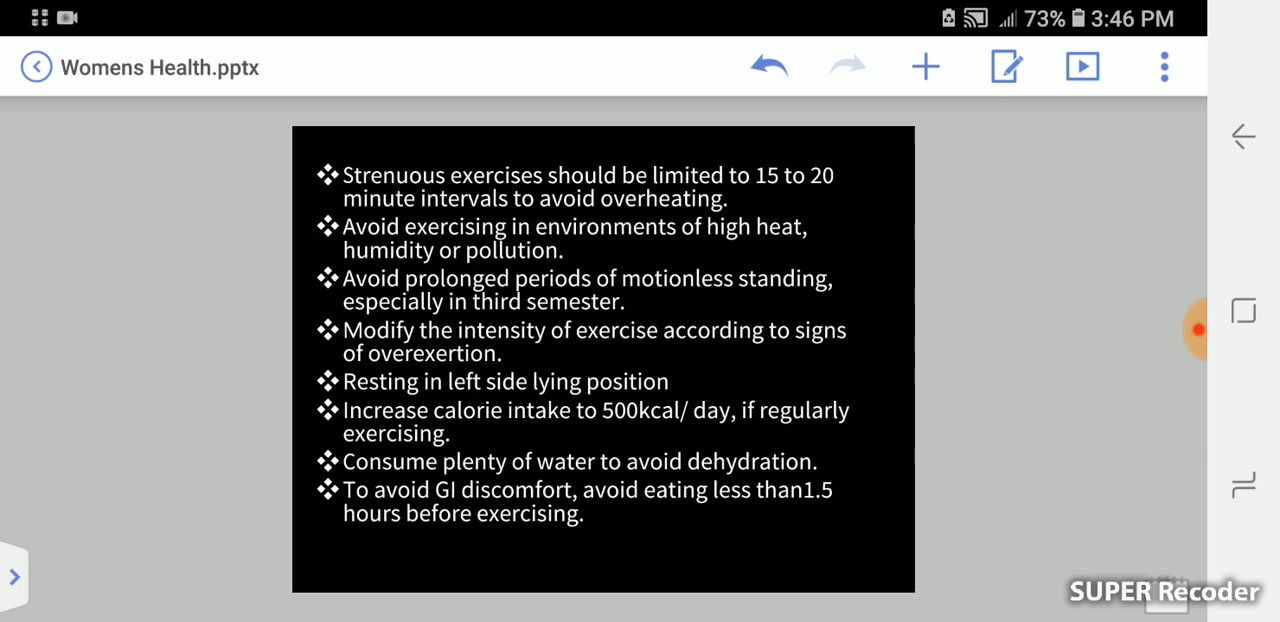 73% 3:46 PM
Womens Health.pptx
❖Strenuous exercises should be limited to 15 to 20
minute intervals to avoid overheating.
❖Avoid exercising in environments of high heat,
humidity or pollution.
❖Avoid prolonged periods of motionless standing,
especially in third semester.
❖Modify the intensity of exercise according to signs
of overexertion.
❖Resting in left side lying position
❖Increase calorie intake to 500kcal/ day, if regularly
exercising.
❖Consume plenty of water to avoid dehydration.
❖To avoid GI discomfort, avoid eating less than1.5
hours before exercising.
SUPER Recoder